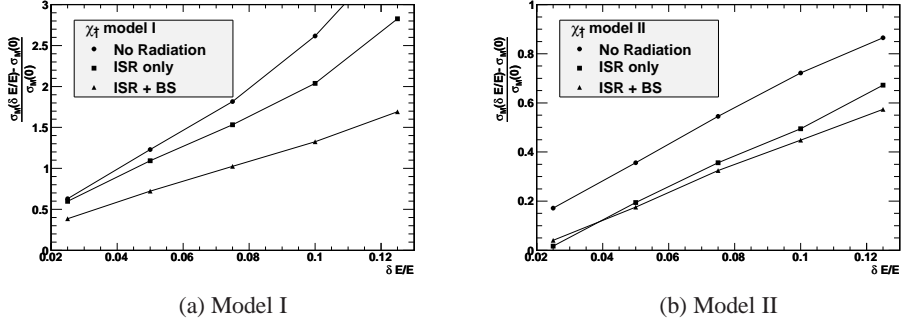 3
2.5
2
1.5
1
0.5
0
σM(δ E/E)- σM(0)
σM(0)
χ† model I
No Radiation
ISR only
ISR + BS
0.02 0.04 0.06 0.08 0.1 0.12
δ E/E
(a) Model I
1
0.8
0.6
0.4
0.2
0
σM(δ E/E)- σM(0)
σM(0)
χ† model II
No Radiation
ISR only
ISR + BS
0.02 0.04 0.06 0.08 0.1 0.12
δ E/E
(b) Model II